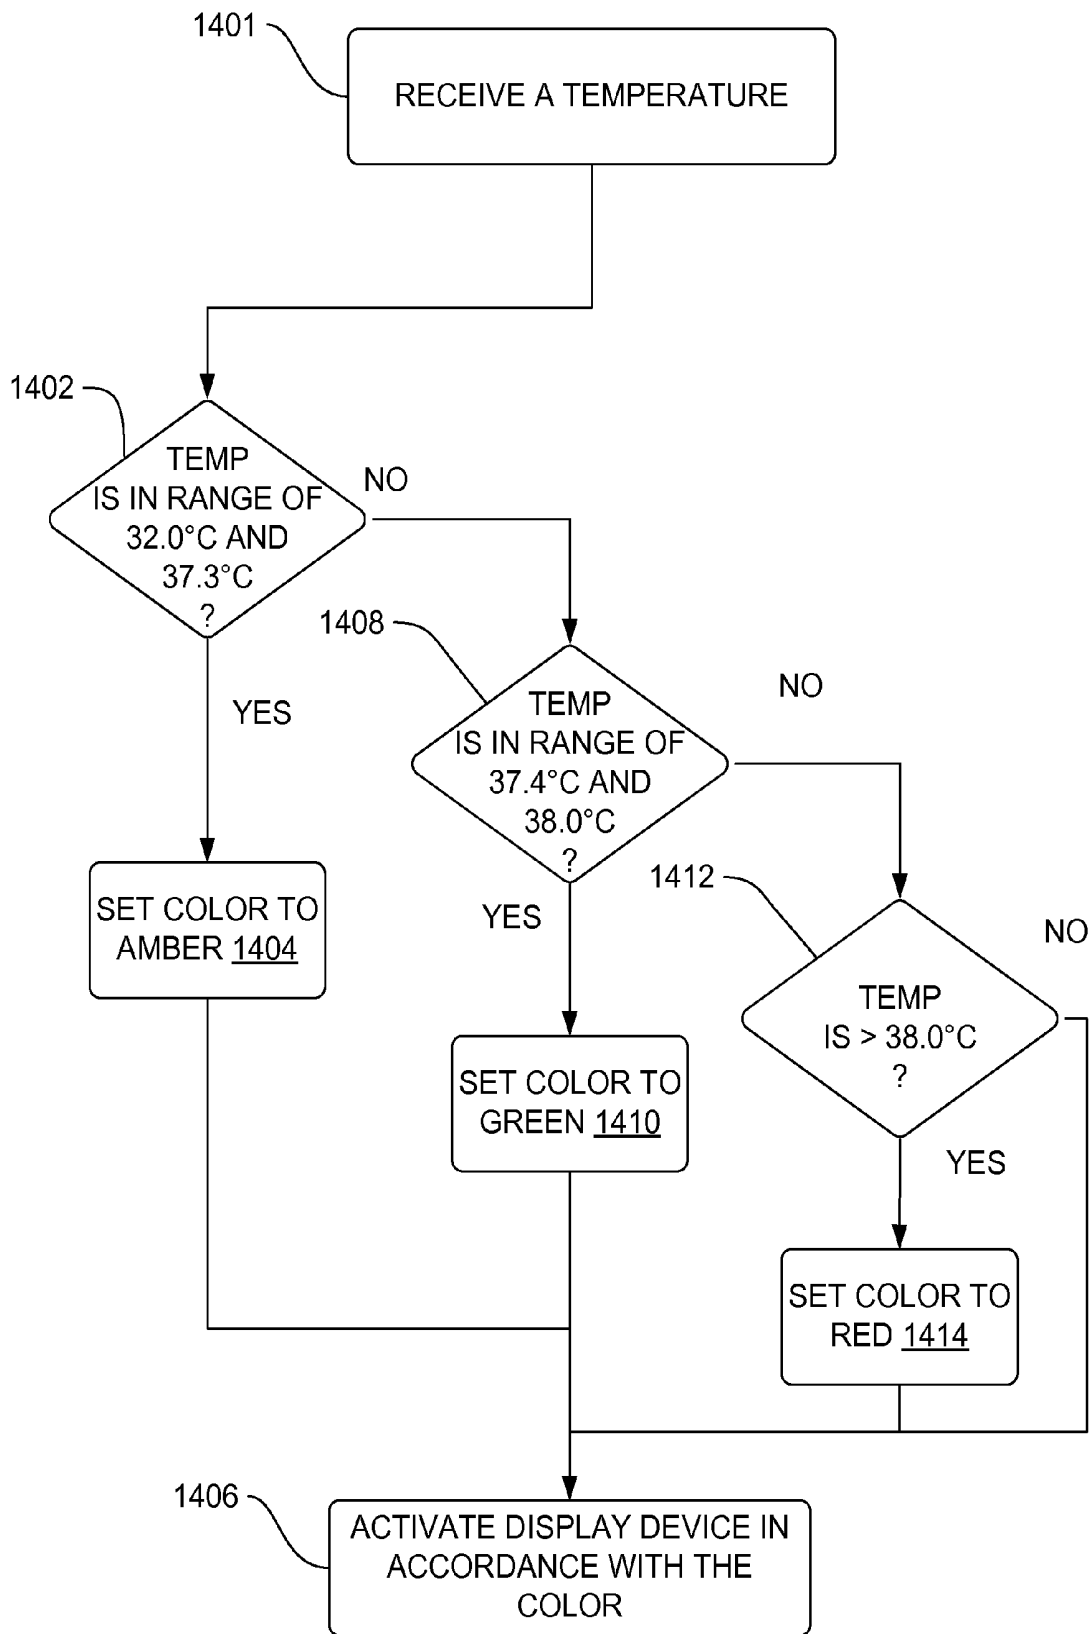 1401
RECEIVE A TEMPERATURE
1402
TEMP
IS IN RANGE OF
32.0°C AND
37.3°C
?
NO
YES
1408
TEMP
IS IN RANGE OF
37.4°C AND
38.0°C
?
NO
YES
SET COLOR TO
AMBER 1404
1412
TEMP
IS > 38.0°C
?
NO
YES
SET COLOR TO
GREEN 1410
SET COLOR TO
RED 1414
1406
ACTIVATE DISPLAY DEVICE IN
ACCORDANCE WITH THE
COLOR